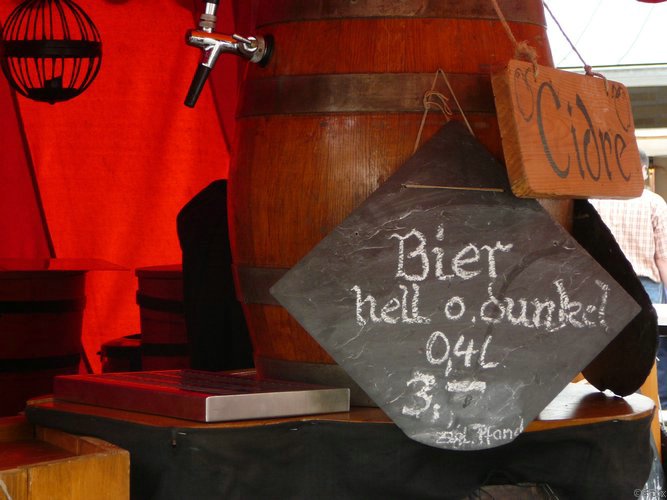 Cidre
Bier
hell o. dunkel
0,4L
3,-
zzgl. Pfand